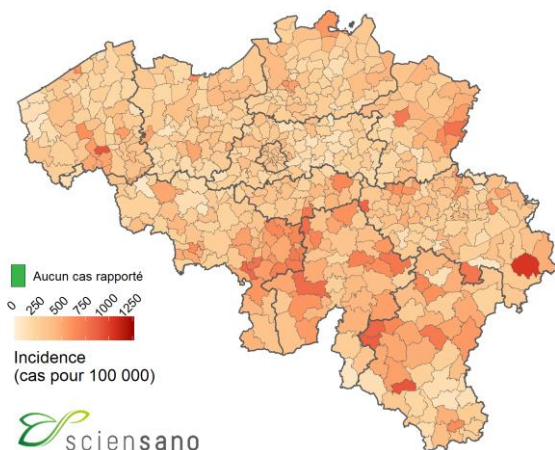 Aucun cas rapporté
0 250 500 750 1000 1250
Incidence
(cas pour 100 000)
sciensano